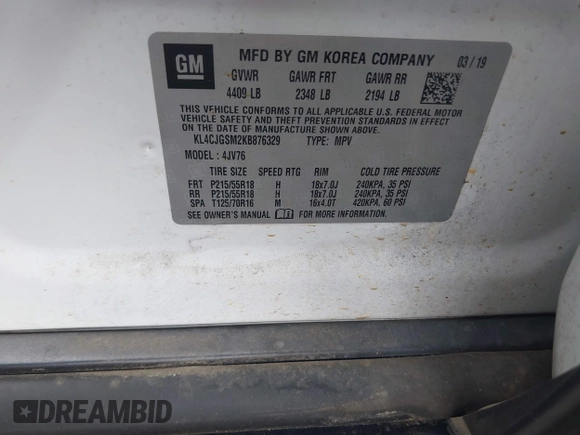 GM
MFD BY GM KOREA COMPANY 03/19
GVWR GAWR FRT GAWR RR
4409 LB 2348 LB 2194 LB
THIS VEHICLE CONFORMS TO ALL APPLICABLE U.S. FEDERAL MOTOR
VEHICLE SAFETY AND THEFT PREVENTION STANDARDS IN EFFECT ON
THE DATE OF MANUFACTURE SHOWN ABOVE.
KL4CJGSM2KB876329 TYPE: MPV
MODEL: 4JV76
TIRE SIZE SPEED RTG RIM COLD TIRE PRESSURE
FRT P215/55R18 H 18x7.0J 240KPA, 35 PSI
RR P215/55R18 H 18x7.0J 240KPA, 35 PSI
SPA T125/70R16 M 16x4.0T 420KPA, 60 PSI
SEE OWNER'S MANUAL FOR MORE INFORMATION.
DREAMBID